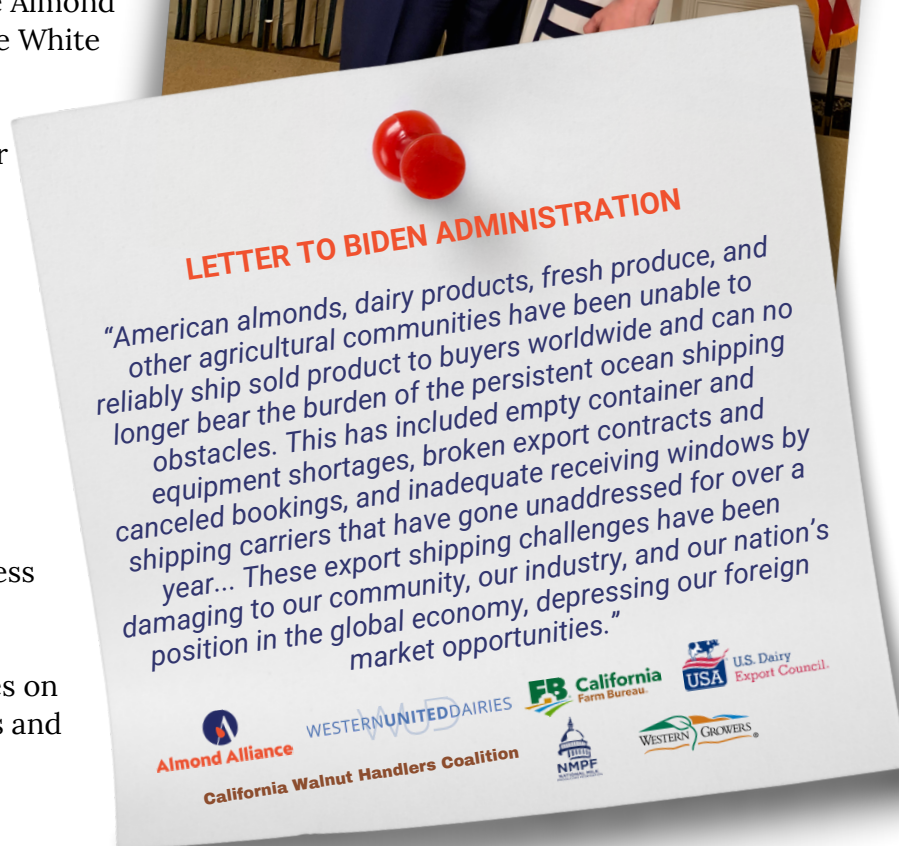 Almond
e White
r
ess
es on
s and
LETTER TO BIDEN ADMINISTRATION
“American almonds, dairy products, fresh produce, and
other agricultural communities have been unable to
reliably ship sold product to buyers worldwide and can no
longer bear the burden of the persistent ocean shipping
obstacles. This has included empty container and
equipment shortages, broken export contracts and
canceled bookings, and inadequate receiving windows by
shipping carriers that have gone unaddressed for over a
year... These export shipping challenges have been
damaging to our community, our industry, and our nation’s
position in the global economy, depressing our foreign
market opportunities.”
Almond Alliance
WUD
WESTERNUNITEDDAIRIES
FB California
Farm Bureau.
USA
U.S. Dairy
Export Council.
California Walnut Handlers Coalition
NMPF
NATIONAL MILK
WESTERN GROWERS®